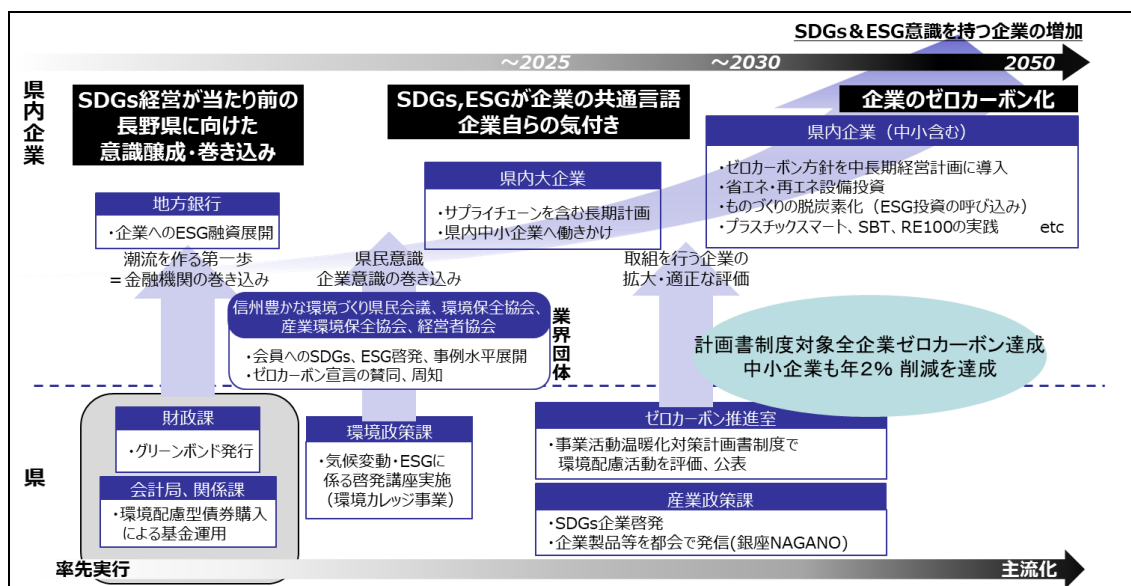 SDGs&ESG意識を持つ企業の増加
～2025
～2030
2050
県内企業
SDGs経営が当たり前の
長野県に向けた
意識醸成・巻き込み
SDGs,ESGが企業の共通言語
企業自らの気付き
企業のゼロカーボン化
県内企業（中小含む）
・ゼロカーボン方針を中長期経営計画に導入
・省エネ・再エネ設備投資
・ものづくりの脱炭素化（ESG投資の呼び込み）
・プラスチックスマート、SBT、RE100の実践 etc
県内大企業
・サプライチェーンを含む長期計画
・県内中小企業へ働きかけ
地方銀行
・企業へのESG融資展開
潮流を作る第一歩
＝金融機関の巻き込み
県民意識
企業意識の巻き込み
取組を行う企業の
拡大・適正な評価
信州豊かな環境づくり県民会議、環境保全協会、
産業環境保全協会、経営者協会
・会員へのSDGs、ESG啓発、事例水平展開
・ゼロカーボン宣言の賛同、周知
業界団体
計画書制度対象全企業ゼロカーボン達成
中小企業も年2% 削減を達成
県
財政課
・グリーンボンド発行
会計局、関係課
・環境配慮型債券購入
による基金運用
環境政策課
・気候変動・ESGに
係る啓発講座実施
（環境カレッジ事業）
ゼロカーボン推進室
・事業活動温暖化対策計画書制度で
環境配慮活動を評価、公表
産業政策課
・SDGs企業啓発
・企業製品等を都会で発信(銀座NAGANO)
率先実行
主流化